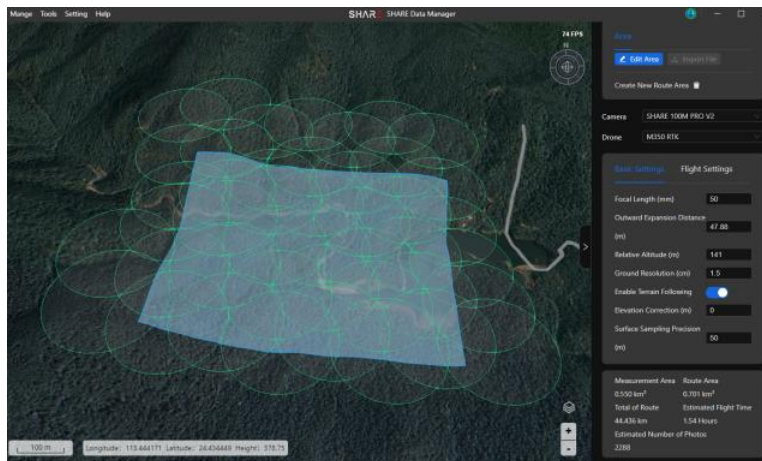 Mange Tools Setting Help
SHARE SHARE Data Manager
74 FPS
N
Area
Edit Area
Import File
Create New Route Area
Camera SHARE 100M PRO V2
Drone M350 RTK
Basic Settings Flight Settings
Focal Length (mm) 50
Outward Expansion Distance
(m) 47.88
Relative Altitude (m) 141
Ground Resolution (cm) 1.5
Enable Terrain Following
Elevation Correction (m) 0
Surface Sampling Precision
(m) 50
Measurement Area Route Area
0.550 km² 0.701 km²
Total of Route Estimated Flight Time
44.436 km 1.54 Hours
Estimated Number of Photos
2288
100 m
Longitude: 113.444171 Latitude: 24.434449 Height: 370.75
+
-